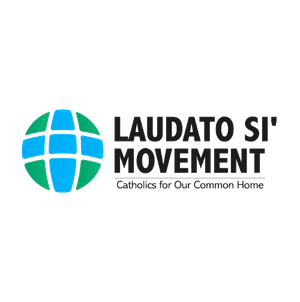 LAUDATO SI'
MOVEMENT
Catholics for Our Common Home